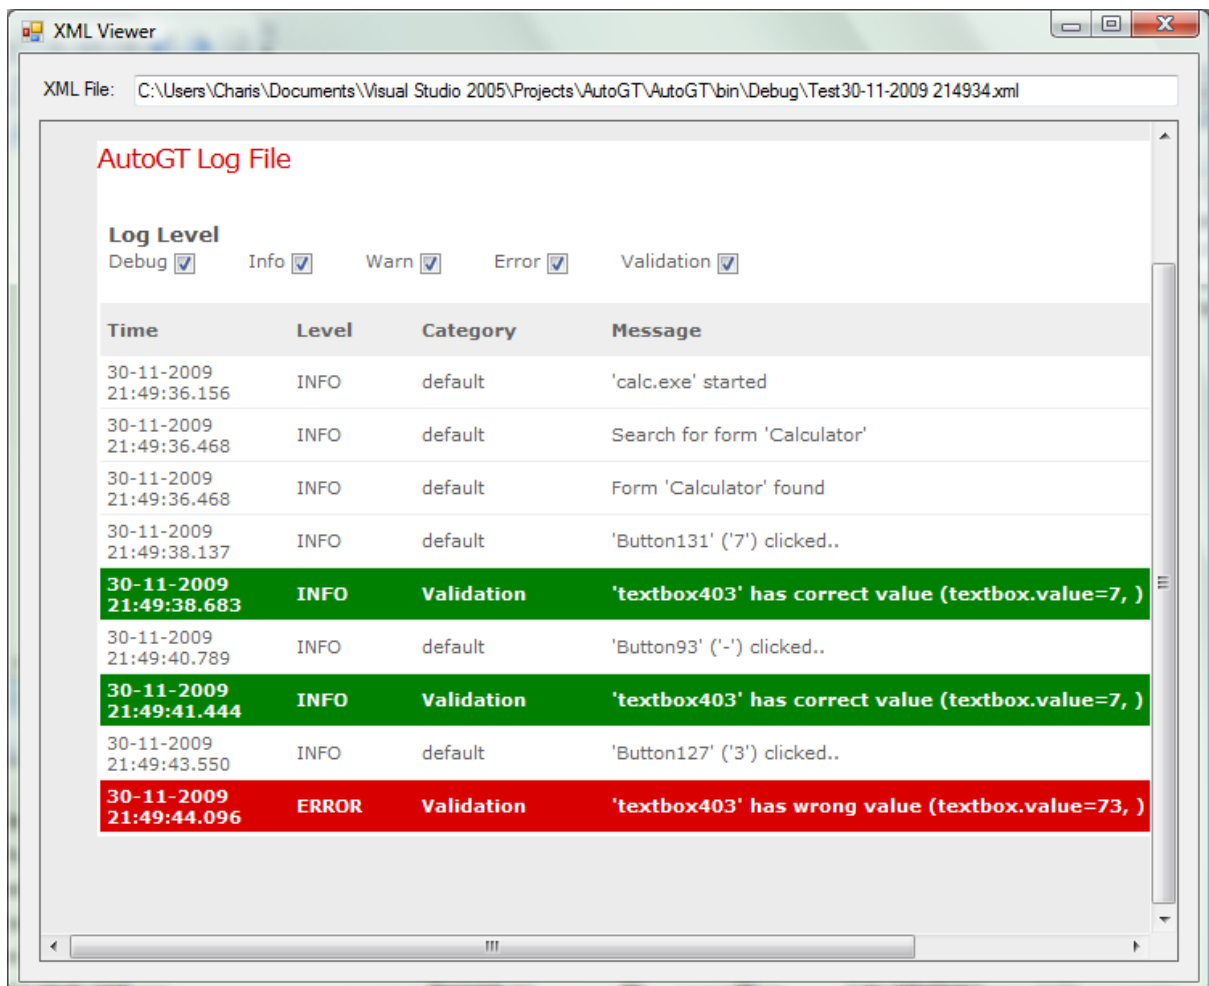 XML Viewer
XML File: C:\Users\Charis\Documents\Visual Studio 2005\Projects\AutoGT\AutoGT\bin\Debug\Test30-11-2009 214934.xml
AutoGT Log File
Log Level
Debug Info Warn Error Validation
Time Level Category Message
30-11-2009
21:49:36.156 INFO default 'calc.exe' started
30-11-2009
21:49:36.468 INFO default Search for form 'Calculator'
30-11-2009
21:49:36.468 INFO default Form 'Calculator' found
30-11-2009
21:49:38.137 INFO default 'Button131' ('7') clicked..
30-11-2009
21:49:38.683 INFO Validation 'textbox403' has correct value (textbox.value=7, )
30-11-2009
21:49:40.789 INFO default 'Button93' ('-') clicked..
30-11-2009
21:49:41.444 INFO Validation 'textbox403' has correct value (textbox.value=7, )
30-11-2009
21:49:43.550 INFO default 'Button127' ('3') clicked..
30-11-2009
21:49:44.096 ERROR Validation 'textbox403' has wrong value (textbox.value=73, )